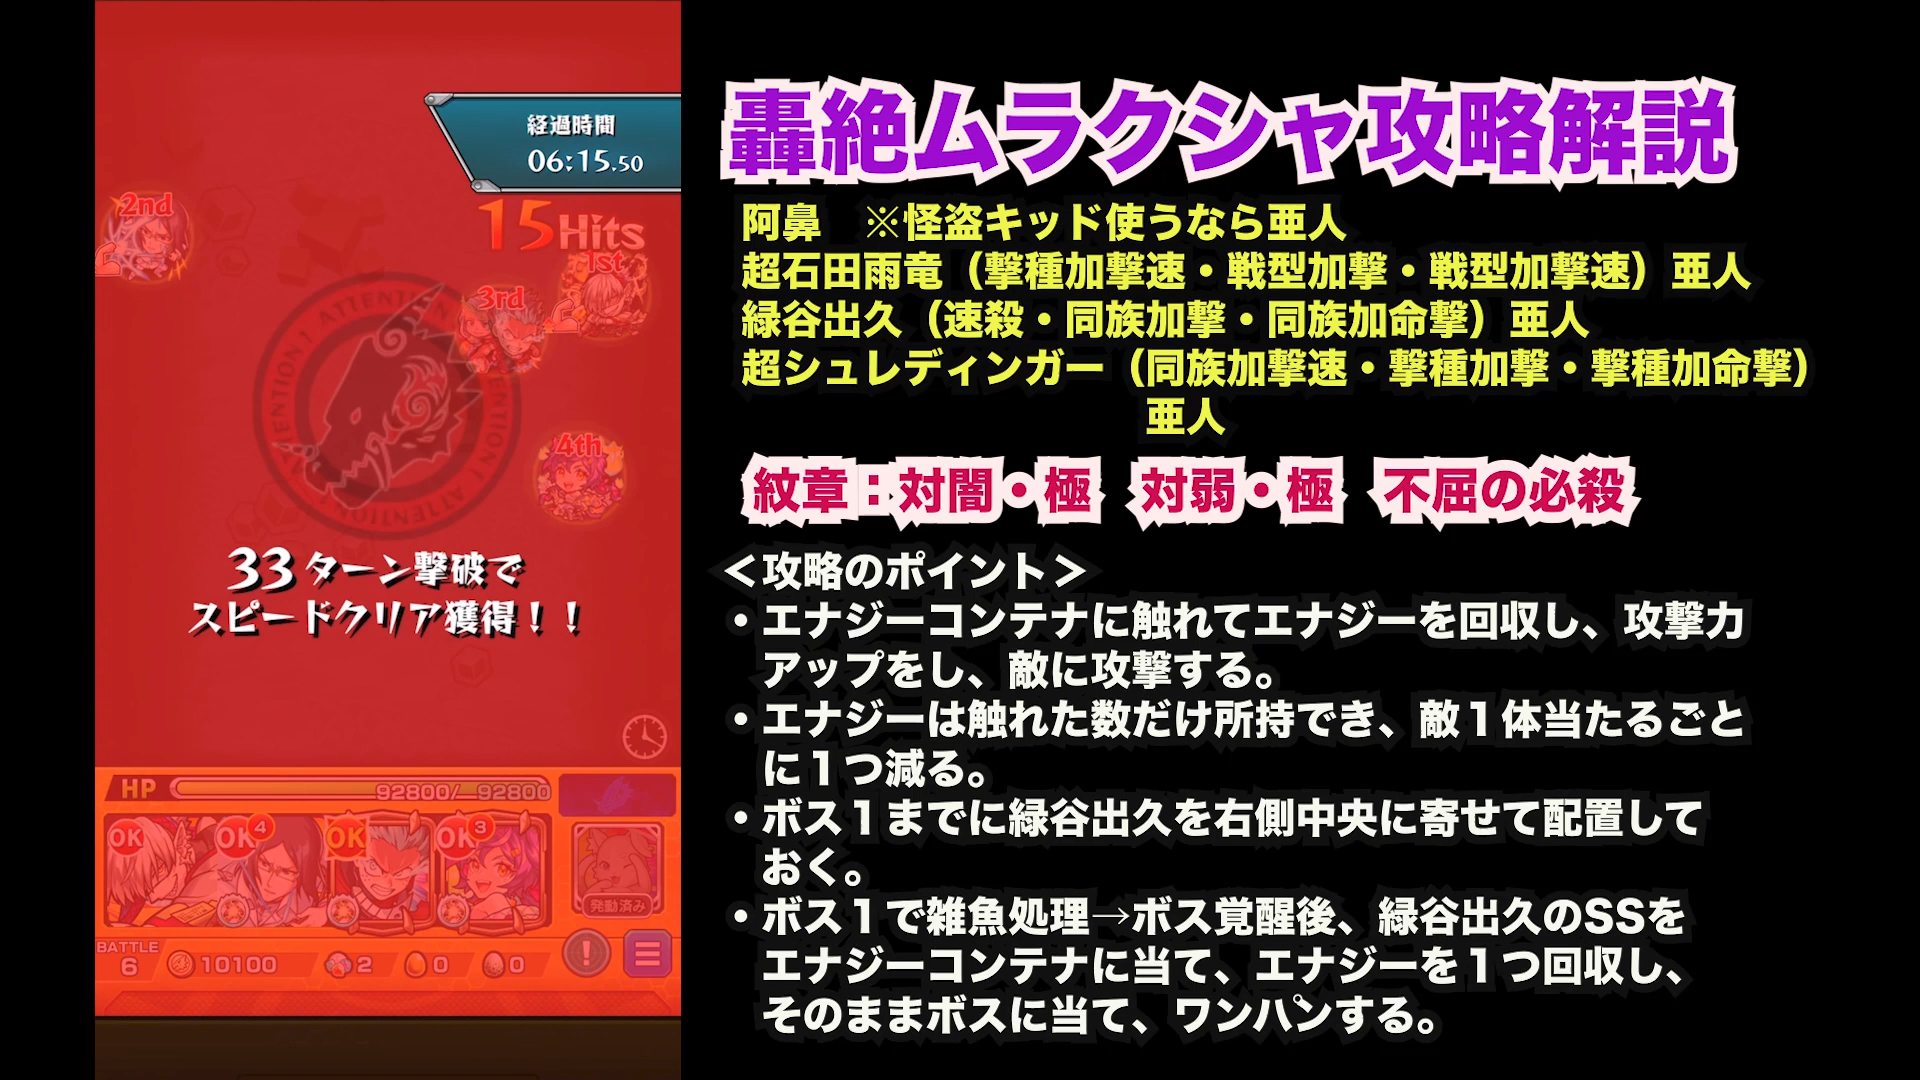 経過時間
06:15.50
2nd
15Hits
1st
3rd
4th
ATTENTION!
33ターン撃破で
スピードクリア獲得！！
HP 92800/ 92800
OK OK 4 OK OK 3
発動済み
BATTLE
6
10100 2 0 0
轟絶ムラクシャ攻略解説
阿鼻　※怪盗キッド使うなら亜人
超石田雨竜（撃種加撃速・戦型加撃・戦型加撃速）亜人
緑谷出久（速殺・同族加撃・同族加命撃）亜人
超シュレディンガー（同族加撃速・撃種加撃・撃種加命撃）
亜人
紋章：対闇・極　対弱・極　不屈の必殺
＜攻略のポイント＞
・エナジーコンテナに触れてエナジーを回収し、攻撃力
アップをし、敵に攻撃する。
・エナジーは触れた数だけ所持でき、敵１体当たるごと
に１つ減る。
・ボス１までに緑谷出久を右側中央に寄せて配置して
おく。
・ボス１で雑魚処理→ボス覚醒後、緑谷出久のSSを
エナジーコンテナに当て、エナジーを１つ回収し、
そのままボスに当て、ワンパンする。